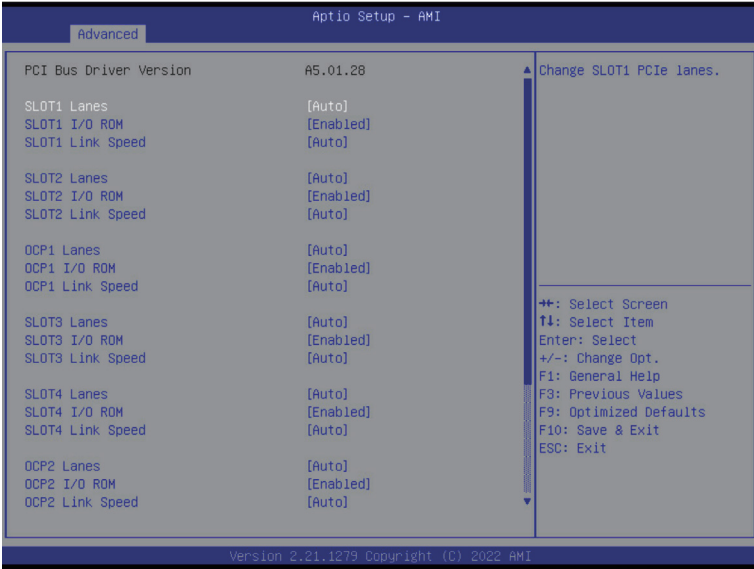 Aptio Setup – AMI
Advanced
PCI Bus Driver Version A5.01.28
SLOT1 Lanes [Auto]
SLOT1 I/O ROM [Enabled]
SLOT1 Link Speed [Auto]
SLOT2 Lanes [Auto]
SLOT2 I/O ROM [Enabled]
SLOT2 Link Speed [Auto]
OCP1 Lanes [Auto]
OCP1 I/O ROM [Enabled]
OCP1 Link Speed [Auto]
SLOT3 Lanes [Auto]
SLOT3 I/O ROM [Enabled]
SLOT3 Link Speed [Auto]
SLOT4 Lanes [Auto]
SLOT4 I/O ROM [Enabled]
SLOT4 Link Speed [Auto]
OCP2 Lanes [Auto]
OCP2 I/O ROM [Enabled]
OCP2 Link Speed [Auto]
Change SLOT1 PCIe lanes.
→←: Select Screen
↑↓: Select Item
Enter: Select
+/-: Change Opt.
F1: General Help
F3: Previous Values
F9: Optimized Defaults
F10: Save & Exit
ESC: Exit
Version 2.21.1279 Copyright (C) 2022 AMI